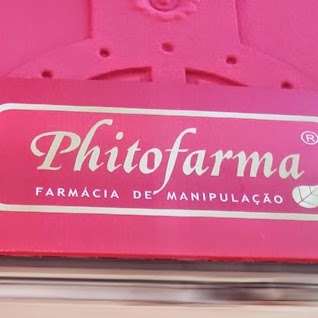 Phitofarma ®
FARMÁCIA DE MANIPULAÇÃO